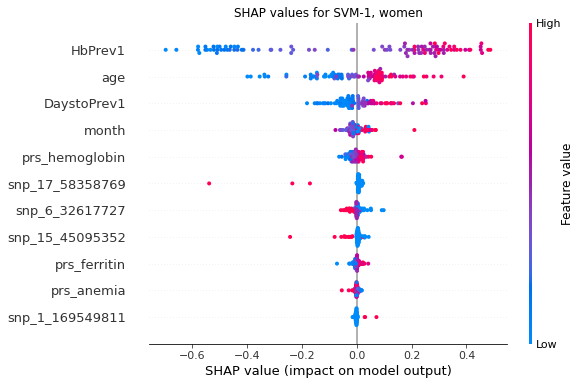 SHAP values for SVM-1, women
High
HbPrev1
age
DaystoPrev1
month
prs_hemoglobin
snp_17_58358769
snp_6_32617727
snp_15_45095352
prs_ferritin
prs_anemia
snp_1_169549811
Feature value
Low
−0.6 −0.4 −0.2 0.0 0.2 0.4
SHAP value (impact on model output)